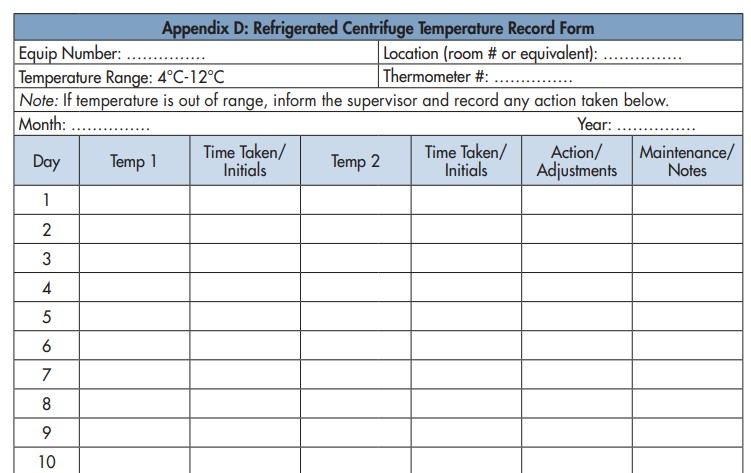 Appendix D: Refrigerated Centrifuge Temperature Record Form
Equip Number: ............... Location (room # or equivalent): ...............
Temperature Range: 4°C-12°C Thermometer #: ...............
Note: If temperature is out of range, inform the supervisor and record any action taken below.
Month: ............... Year: ...............
Day Temp 1 Time Taken/ Initials Temp 2 Time Taken/ Initials Action/ Adjustments Maintenance/ Notes
1
2
3
4
5
6
7
8
9
10